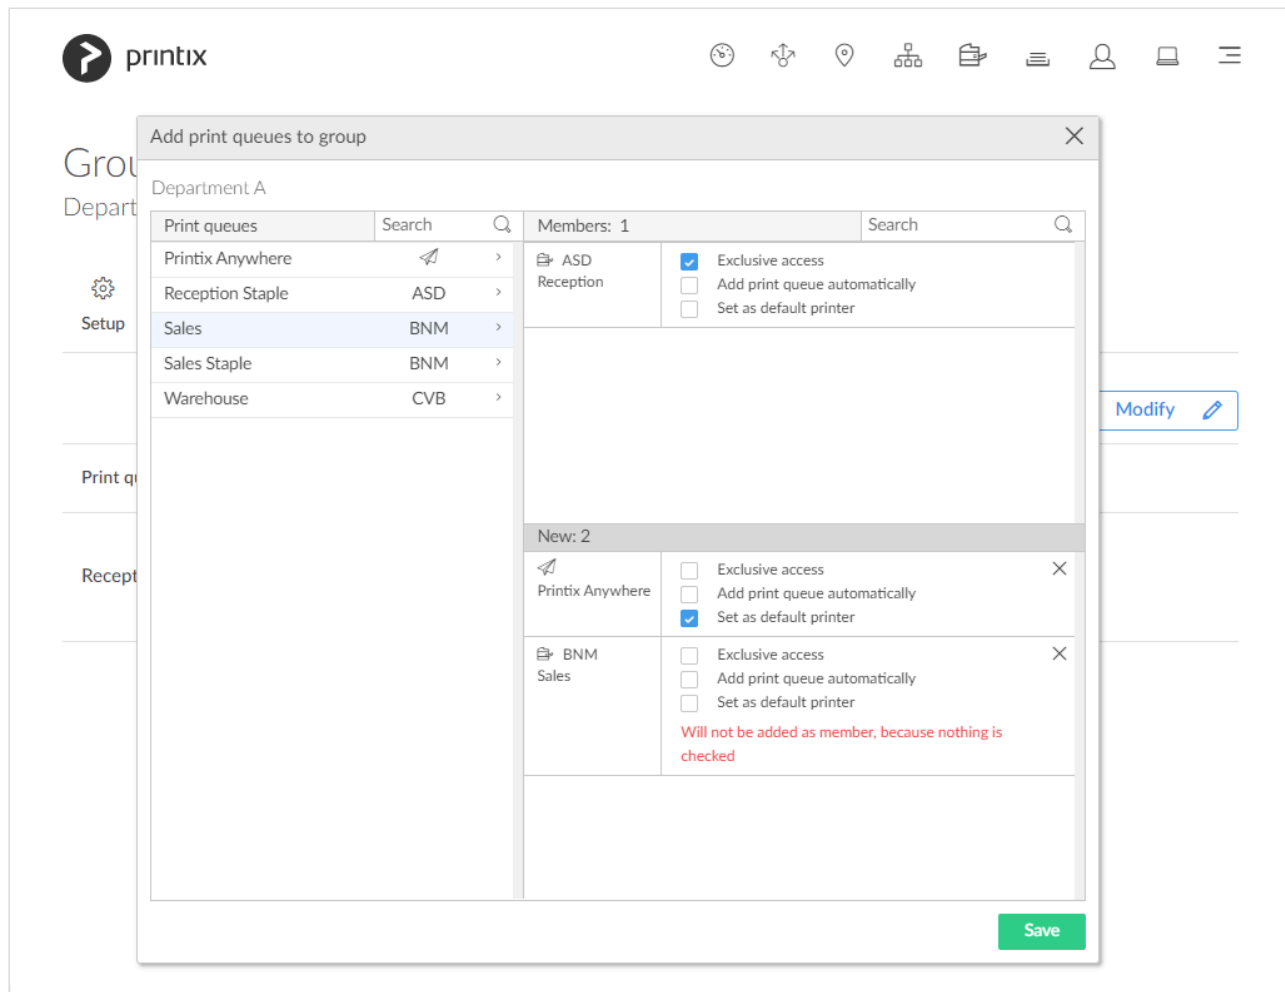 printix
Add print queues to group
Grou
Depart
Department A
Print queues Search
Members: 1 Search
Printix Anywhere
Reception Staple ASD
Sales BNM
Sales Staple BNM
Warehouse CVB
ASD
Reception
Exclusive access
Add print queue automatically
Set as default printer
Setup
Modify
Print q
Recept
New: 2
Printix Anywhere
Exclusive access
Add print queue automatically
Set as default printer
BNM
Sales
Exclusive access
Add print queue automatically
Set as default printer
Will not be added as member, because nothing is
checked
Save